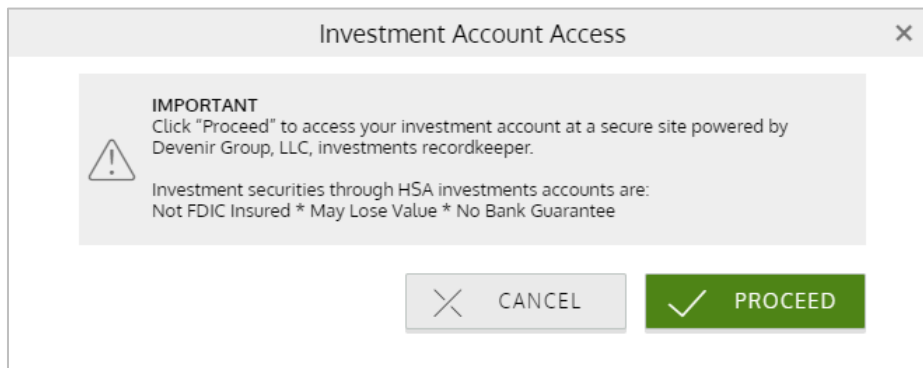 Investment Account Access
IMPORTANT
Click “Proceed” to access your investment account at a secure site powered by
Devenir Group, LLC, investments recordkeeper.
Investment securities through HSA investments accounts are:
Not FDIC Insured * May Lose Value * No Bank Guarantee
CANCEL
PROCEED